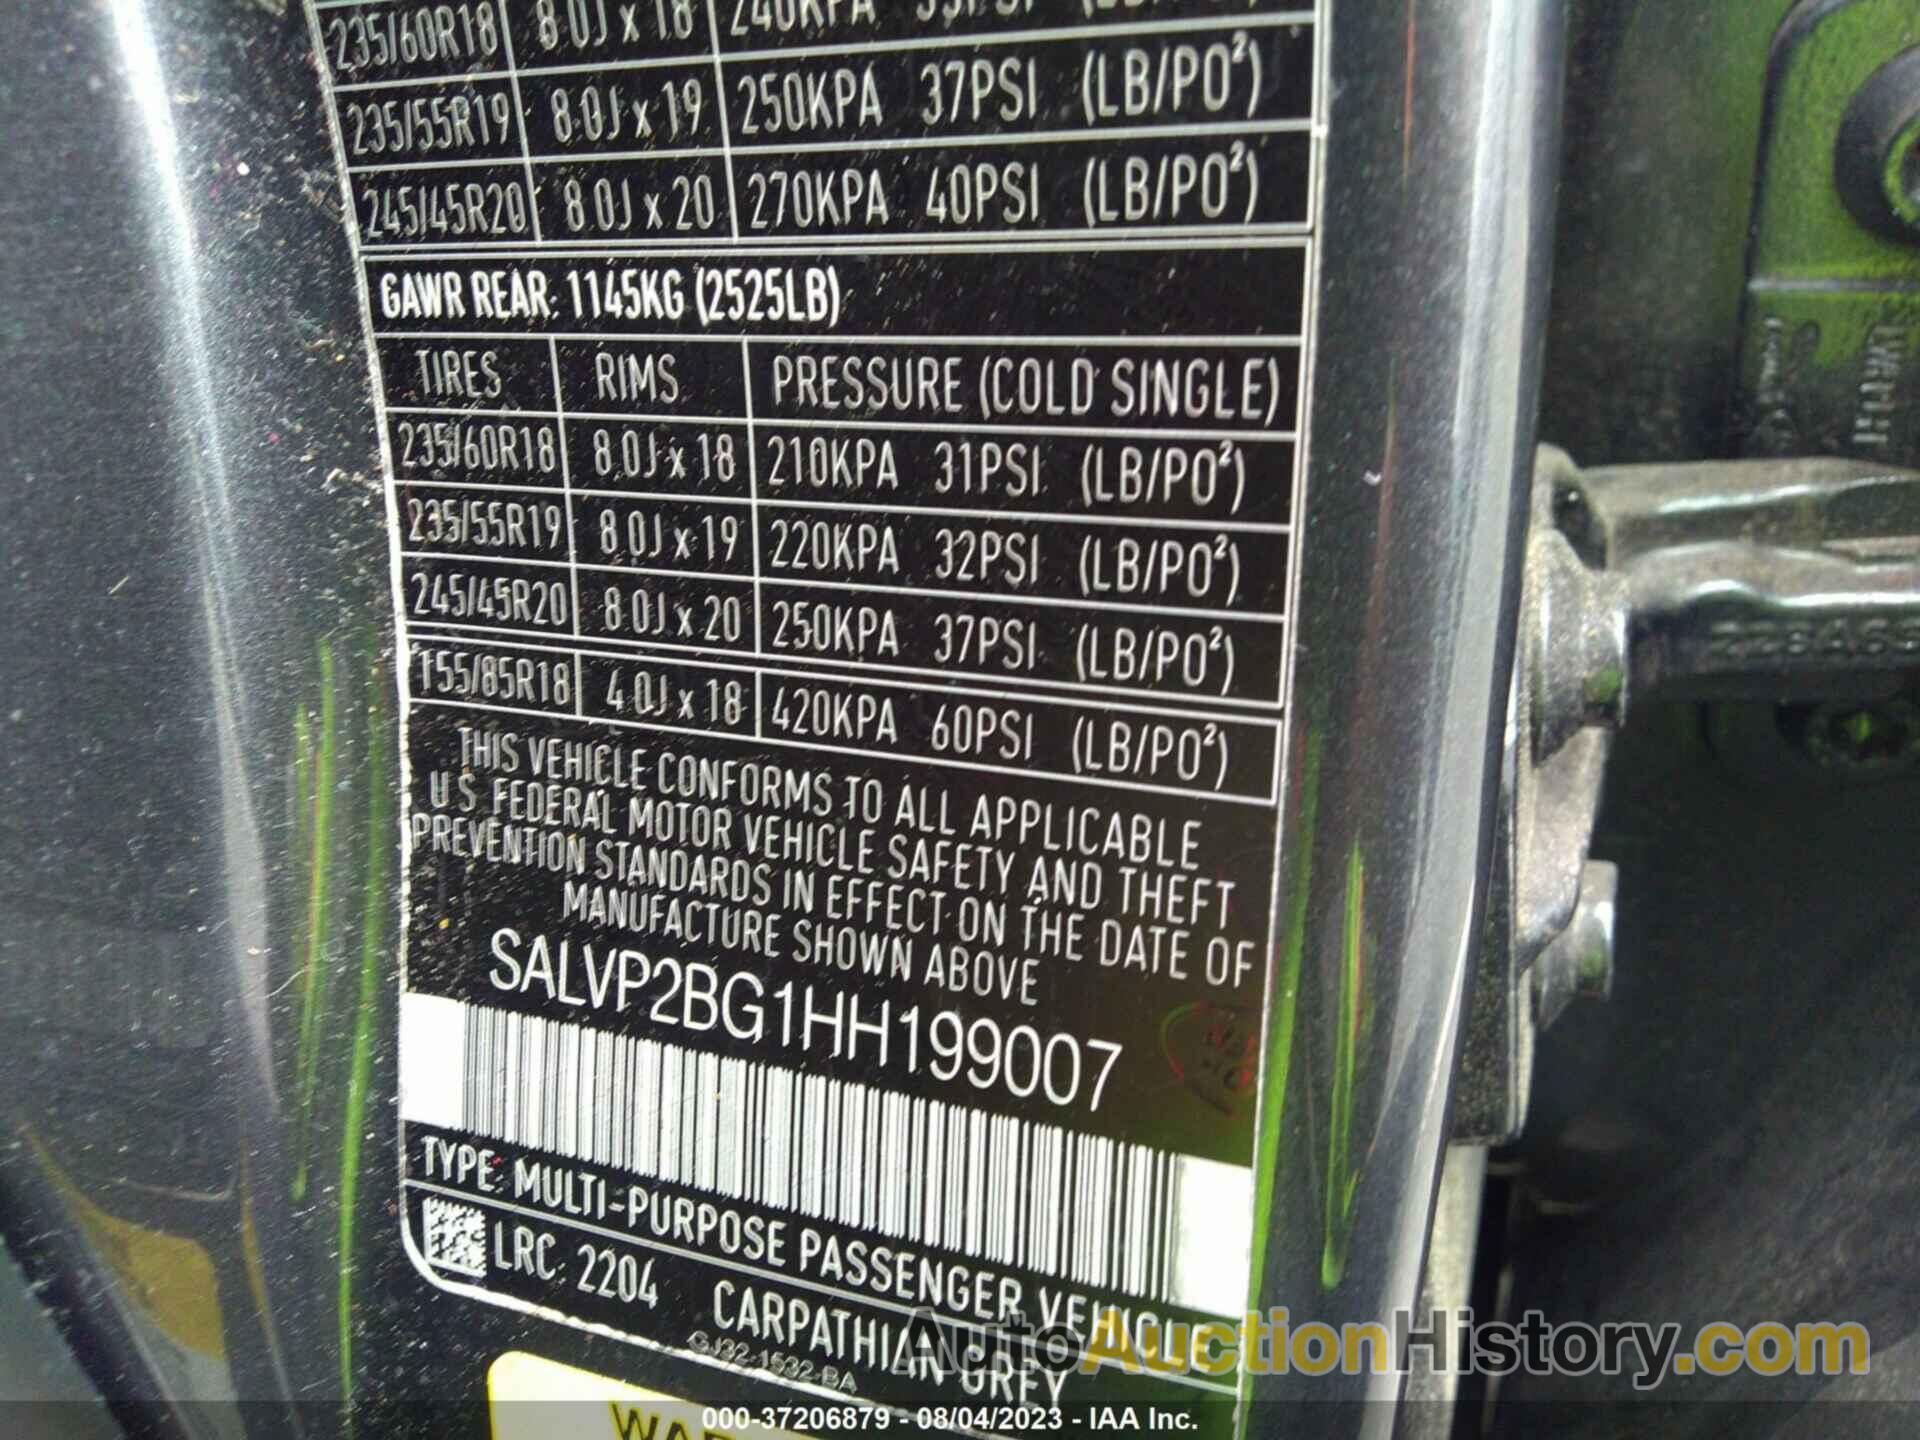 235/60R18 8.0J x 18 240KPA 35PSI (LB/PO²)
235/55R19 8.0J x 19 250KPA 37PSI (LB/PO²)
245/45R20 8.0J x 20 270KPA 40PSI (LB/PO²)
GAWR REAR: 1145KG (2525LB)
TIRES RIMS PRESSURE (COLD SINGLE)
235/60R18 8.0J x 18 210KPA 31PSI (LB/PO²)
235/55R19 8.0J x 19 220KPA 32PSI (LB/PO²)
245/45R20 8.0J x 20 250KPA 37PSI (LB/PO²)
155/85R18 4.0J x 18 420KPA 60PSI (LB/PO²)
THIS VEHICLE CONFORMS TO ALL APPLICABLE
U S FEDERAL MOTOR VEHICLE SAFETY AND THEFT
PREVENTION STANDARDS IN EFFECT ON THE DATE OF
MANUFACTURE SHOWN ABOVE
SALVP2BG1HH199007
TYPE: MULTI-PURPOSE PASSENGER VEHICLE
LRC: 2204 CARPATHIAN GREY
GJ32-1532-BA
AutoAuctionHistory.com
000-37206879 - 08/04/2023 - IAA Inc.